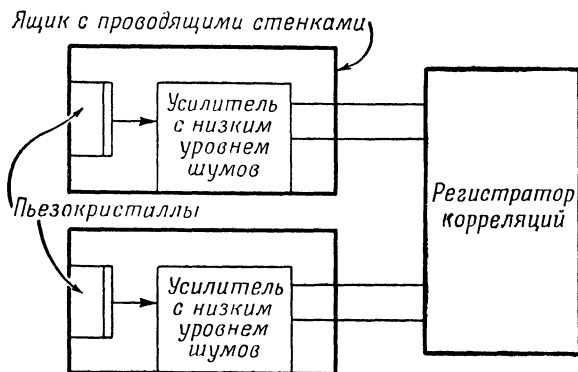 Ящик с проводящими стенками
Усилитель
с низким
уровнем
шумов
Пьезокристаллы
Регистратор
корреляций
Усилитель
с низким
уровнем
шумов